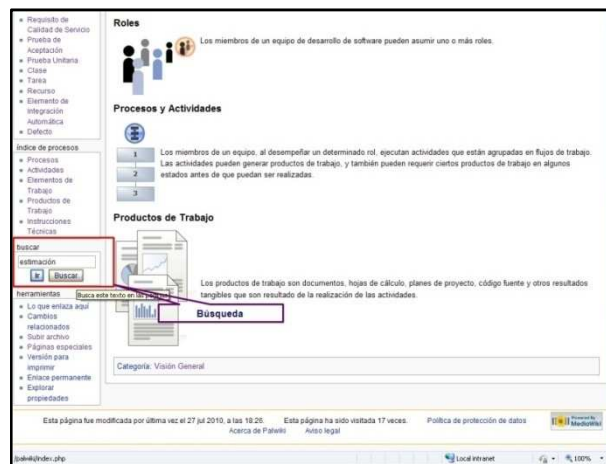 Requisito de
Calidad de Servicio
Prueba de
Aceptación
Prueba Unitaria.
Clase
Tarea
Recurso
Elemento de
Integración
Automática
Defecto
índice de procesos
Procesos
Actividades
Elementos de
Trabajo
Productos de
Trabajo
Instrucciones
Técnicas
buscar
estimación
Ir Buscar
Busca este texto en las
herramientas
Lo que enlaza aquí
Cambios
relacionados
Subir archivo
Páginas especiales
Versión para
imprimir
Enlace permanente
Explorar
propiedades
Roles
Los miembros de un equipo de desarrollo de software pueden asumir uno o más roles.
Procesos y Actividades
1
2
3
Los miembros de un equipo, al desempeñar un determinado rol, ejecutan actividades que están agrupadas en flujos de trabajo.
Las actividades pueden generar productos de trabajo, y también pueden requerir ciertos productos de trabajo en algunos
estados antes de que puedan ser realizadas.
Productos de Trabajo
Los productos de trabajo son documentos, hojas de cálculo, planes de proyecto, código fuente y otros resultados
tangibles que son resultado de la realización de las actividades.
Búsqueda
Categoría: Visión General
Esta página fue modificada por última vez el 27 jul 2010, a las 18:26. Esta página ha sido visitada 17 veces. Política de protección de datos
Acerca de Palwiki Aviso legal
Powered By
MediaWiki
/palwiki/index.php
Local intranet
100%